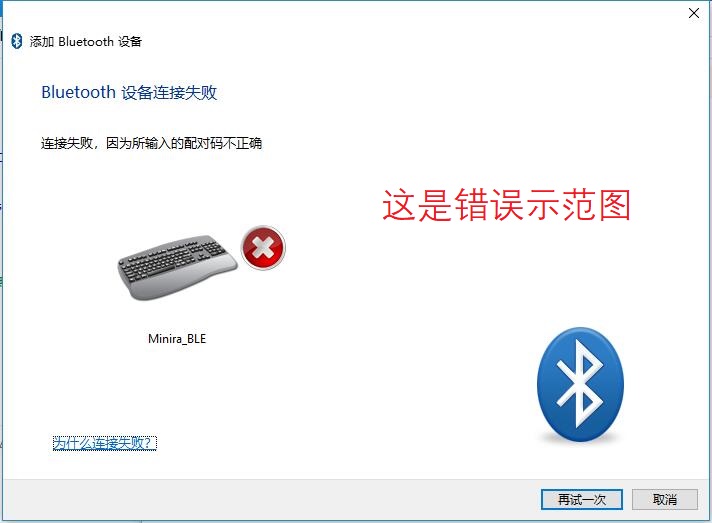 添加 Bluetooth 设备
Bluetooth 设备连接失败
连接失败，因为所输入的配对码不正确
这是错误示范图
Minira_BLE
为什么连接失败?
再试一次
取消